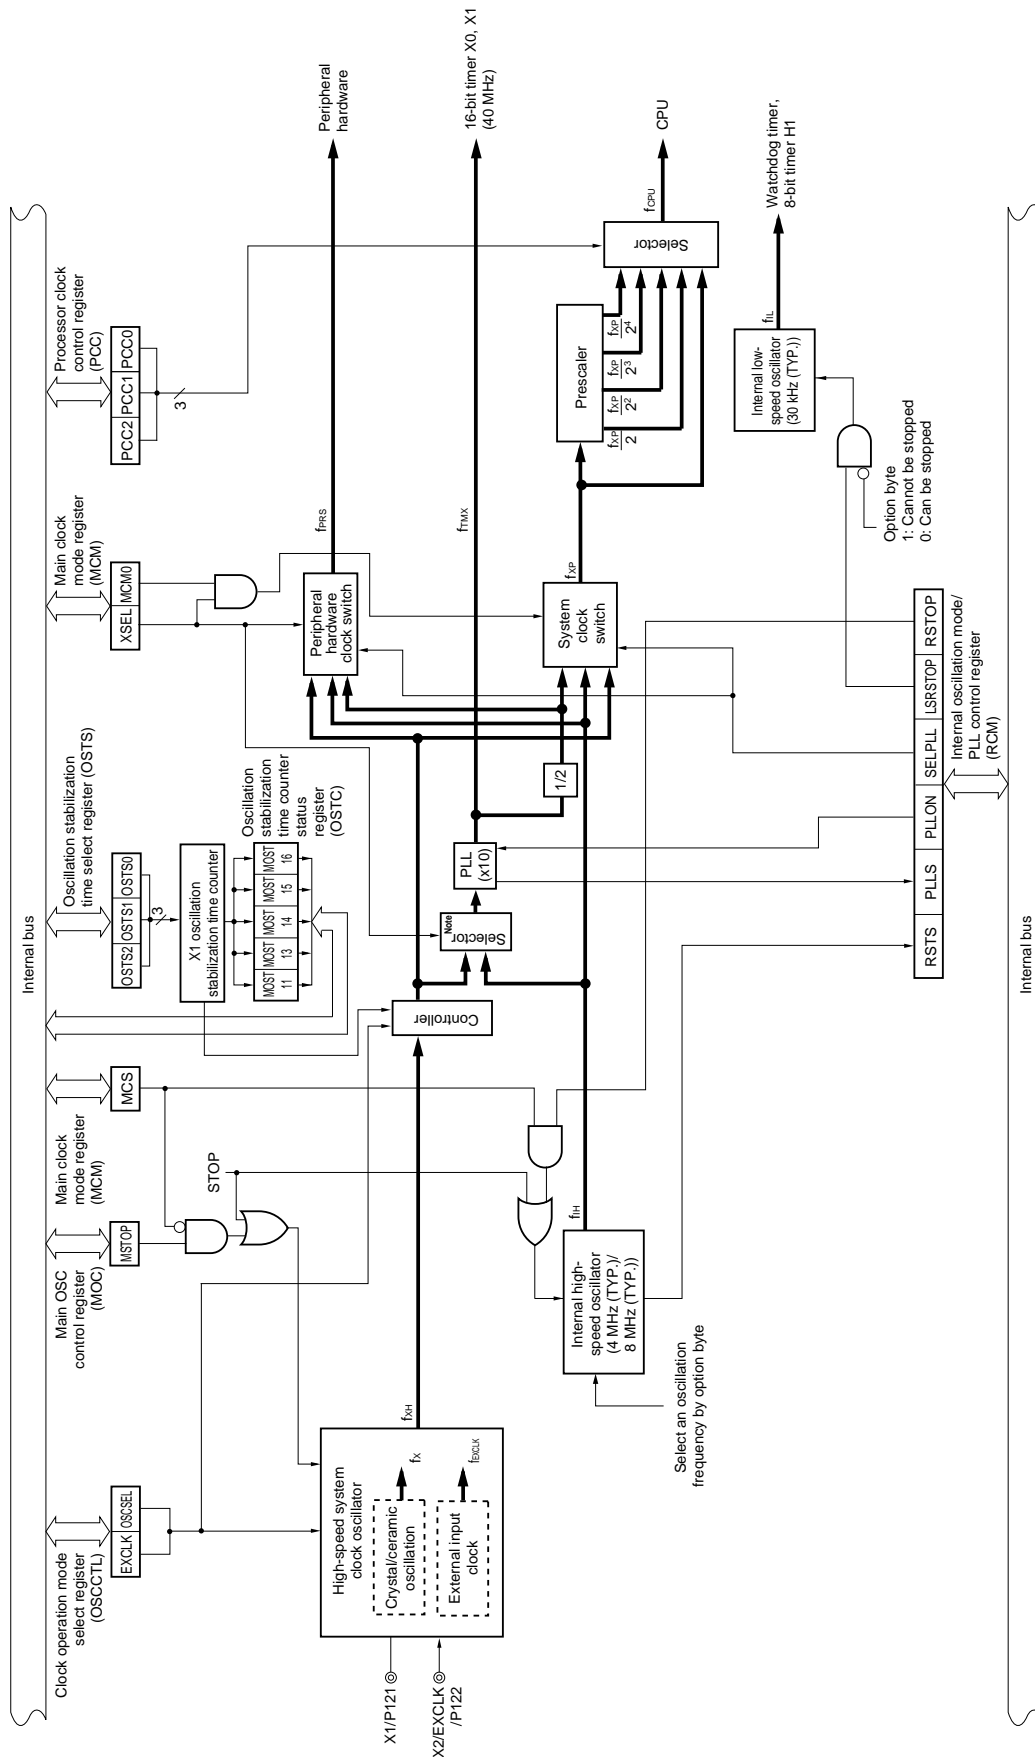 Internal bus
Clock operation mode
select register
(OSCCTL)
EXCLK OSCSEL
Main OSC
control register
(MOC)
MSTOP
Main clock
mode register
(MCM)
MCS
Oscillation stabilization
time select register (OSTS)
OSTS2 OSTS1 OSTS0
3
X1 oscillation
stabilization time counter
Oscillation
stabilization
time counter
status
register
(OSTC)
MOST
11
MOST
13
MOST
14
MOST
15
MOST
16
Main clock
mode register
(MCM)
XSEL MCM0
Processor clock
control register
(PCC)
PCC2 PCC1 PCC0
3
STOP
X1/P121
X2/EXCLK
/P122
High-speed system
clock oscillator
Crystal/ceramic
oscillation
fX
External input
clock
fEXCLK
fXH
Controller
Note
Selector
PLL
(x10)
1/2
Peripheral
hardware
clock switch
fPRS
Peripheral
hardware
fTMX
16-bit timer X0, X1
(40 MHz)
System
clock
switch
fXP
Prescaler
fXP
2
fXP
2²
fXP
2³
fXP
2⁴
Selector
fCPU
CPU
Internal high-
speed oscillator
(4 MHz (TYP.)/
8 MHz (TYP.))
fIH
Select an oscillation
frequency by option byte
Internal low-
speed oscillator
(30 kHz (TYP.))
fIL
Watchdog timer,
8-bit timer H1
Option byte
1: Cannot be stopped
0: Can be stopped
RSTS PLLS PLLON SELPLL LSRSTOP RSTOP
Internal oscillation mode/
PLL control register
(RCM)
Internal bus